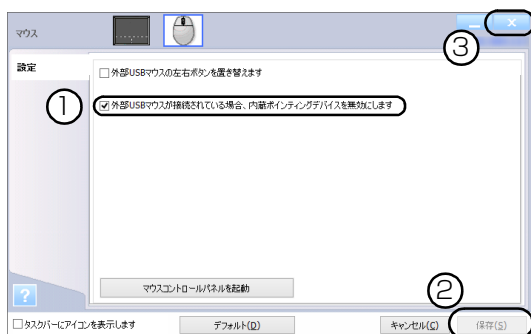 マウス
③
設定
外部USBマウスの左右ボタンを置き替えます
①
外部USBマウスが接続されている場合、内蔵ポインティングデバイスを無効にします
マウスコントロールパネルを起動
?
②
タスクバーにアイコンを表示します
デフォルト(D)
キャンセル(C)
保存(S)